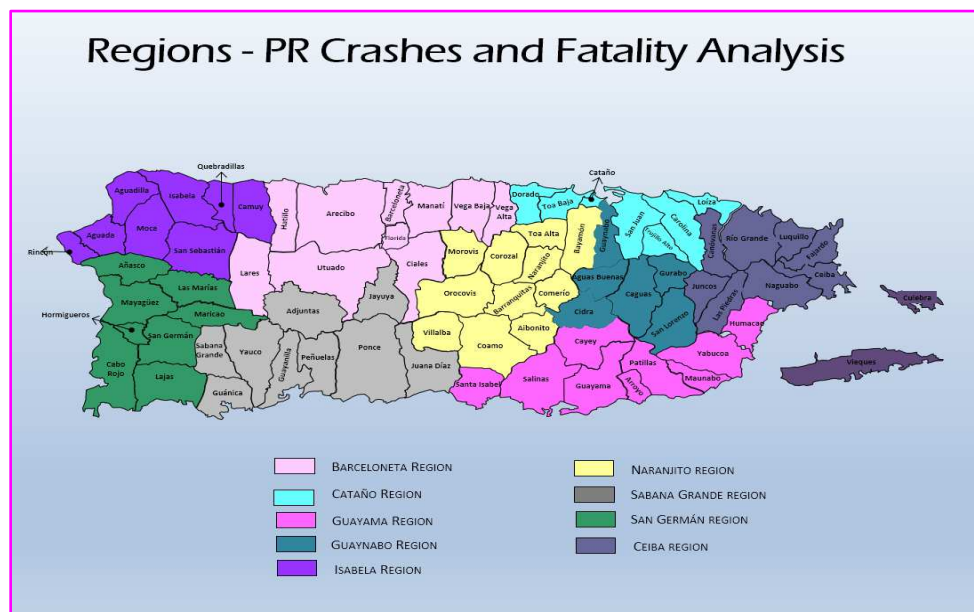 Regions - PR Crashes and Fatality Analysis
Quebradillas
Cataño
Aguadilla
Isabela
Camuy
Hatillo
Arecibo
Barceloneta
Manatí
Vega Baja
Vega Alta
Dorado
Toa Baja
Loíza
Aguada
Moca
San Sebastián
Florida
Toa Alta
Bayamón
Guaynabo
San Juan
Trujillo Alto
Carolina
Canóvanas
Río Grande
Luquillo
Fajardo
Rincón
Añasco
Lares
Utuado
Ciales
Morovis
Corozal
Naranjito
Ceiba
Las Marías
Aguas Buenas
Gurabo
Juncos
Naguabo
Mayagüez
Maricao
Adjuntas
Jayuya
Orocovis
Barranquitas
Comerío
Cidra
Caguas
Las Piedras
Culebra
Hormigueros
San Germán
Villalba
Aibonito
San Lorenzo
Humacao
Sabana Grande
Yauco
Guayanilla
Peñuelas
Ponce
Juana Díaz
Coamo
Cayey
Patillas
Yabucoa
Vieques
Cabo Rojo
Lajas
Guánica
Santa Isabel
Salinas
Guayama
Arroyo
Maunabo
Barceloneta Region
Cataño Region
Guayama Region
Guaynabo Region
Isabela Region
Naranjito region
Sabana Grande region
San Germán region
Ceiba region